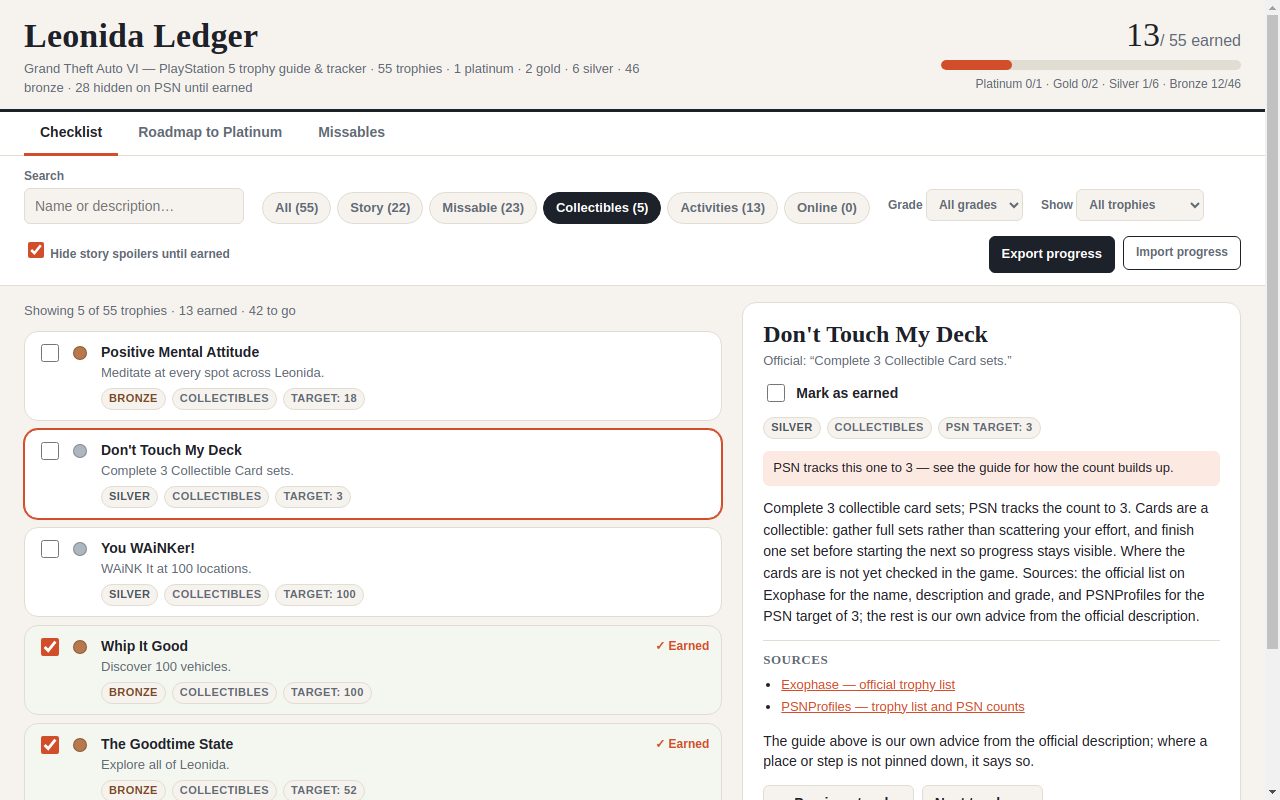 Leonida Ledger
Grand Theft Auto VI — PlayStation 5 trophy guide & tracker · 55 trophies · 1 platinum · 2 gold · 6 silver · 46
bronze · 28 hidden on PSN until earned
13/ 55 earned
Platinum 0/1 · Gold 0/2 · Silver 1/6 · Bronze 12/46
Checklist
Roadmap to Platinum
Missables
Search
Name or description…
All (55)
Story (22)
Missable (23)
Collectibles (5)
Activities (13)
Online (0)
Grade
All grades
Show
All trophies
Hide story spoilers until earned
Export progress
Import progress
Showing 5 of 55 trophies · 13 earned · 42 to go
Positive Mental Attitude
Meditate at every spot across Leonida.
BRONZE
COLLECTIBLES
TARGET: 18
Don't Touch My Deck
Complete 3 Collectible Card sets.
SILVER
COLLECTIBLES
TARGET: 3
You WAiNKer!
WAiNK It at 100 locations.
SILVER
COLLECTIBLES
TARGET: 100
Whip It Good
✓ Earned
Discover 100 vehicles.
BRONZE
COLLECTIBLES
TARGET: 100
The Goodtime State
✓ Earned
Explore all of Leonida.
BRONZE
COLLECTIBLES
TARGET: 52
Don't Touch My Deck
Official: “Complete 3 Collectible Card sets.”
Mark as earned
SILVER
COLLECTIBLES
PSN TARGET: 3
PSN tracks this one to 3 — see the guide for how the count builds up.
Complete 3 collectible card sets; PSN tracks the count to 3. Cards are a
collectible: gather full sets rather than scattering your effort, and finish
one set before starting the next so progress stays visible. Where the
cards are is not yet checked in the game. Sources: the official list on
Exophase for the name, description and grade, and PSNProfiles for the
PSN target of 3; the rest is our own advice from the official description.
SOURCES
Exophase — official trophy list
PSNProfiles — trophy list and PSN counts
The guide above is our own advice from the official description; where a
place or step is not pinned down, it says so.